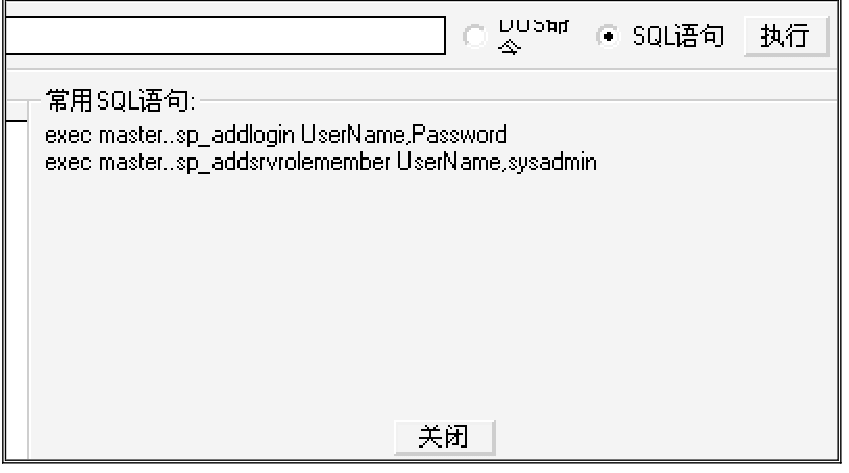 DOS命
令
SQL语句
执行
常用SQL语句:
exec master..sp_addlogin UserName,Password
exec master..sp_addsrvrolemember UserName,sysadmin
关闭